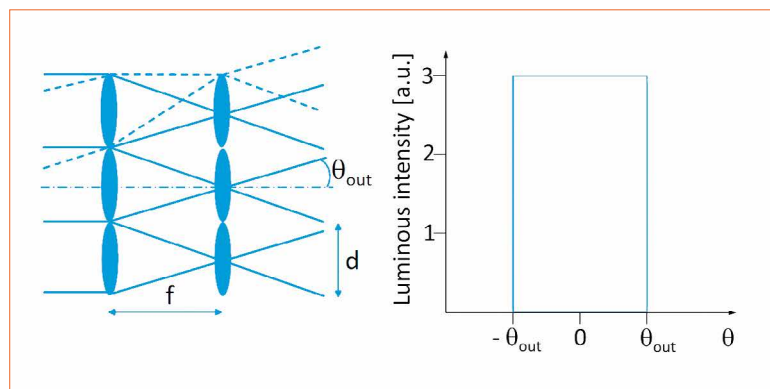 θout
d
f
Luminous intensity [a.u.]
3
2
1
- θout
0
θout
θ